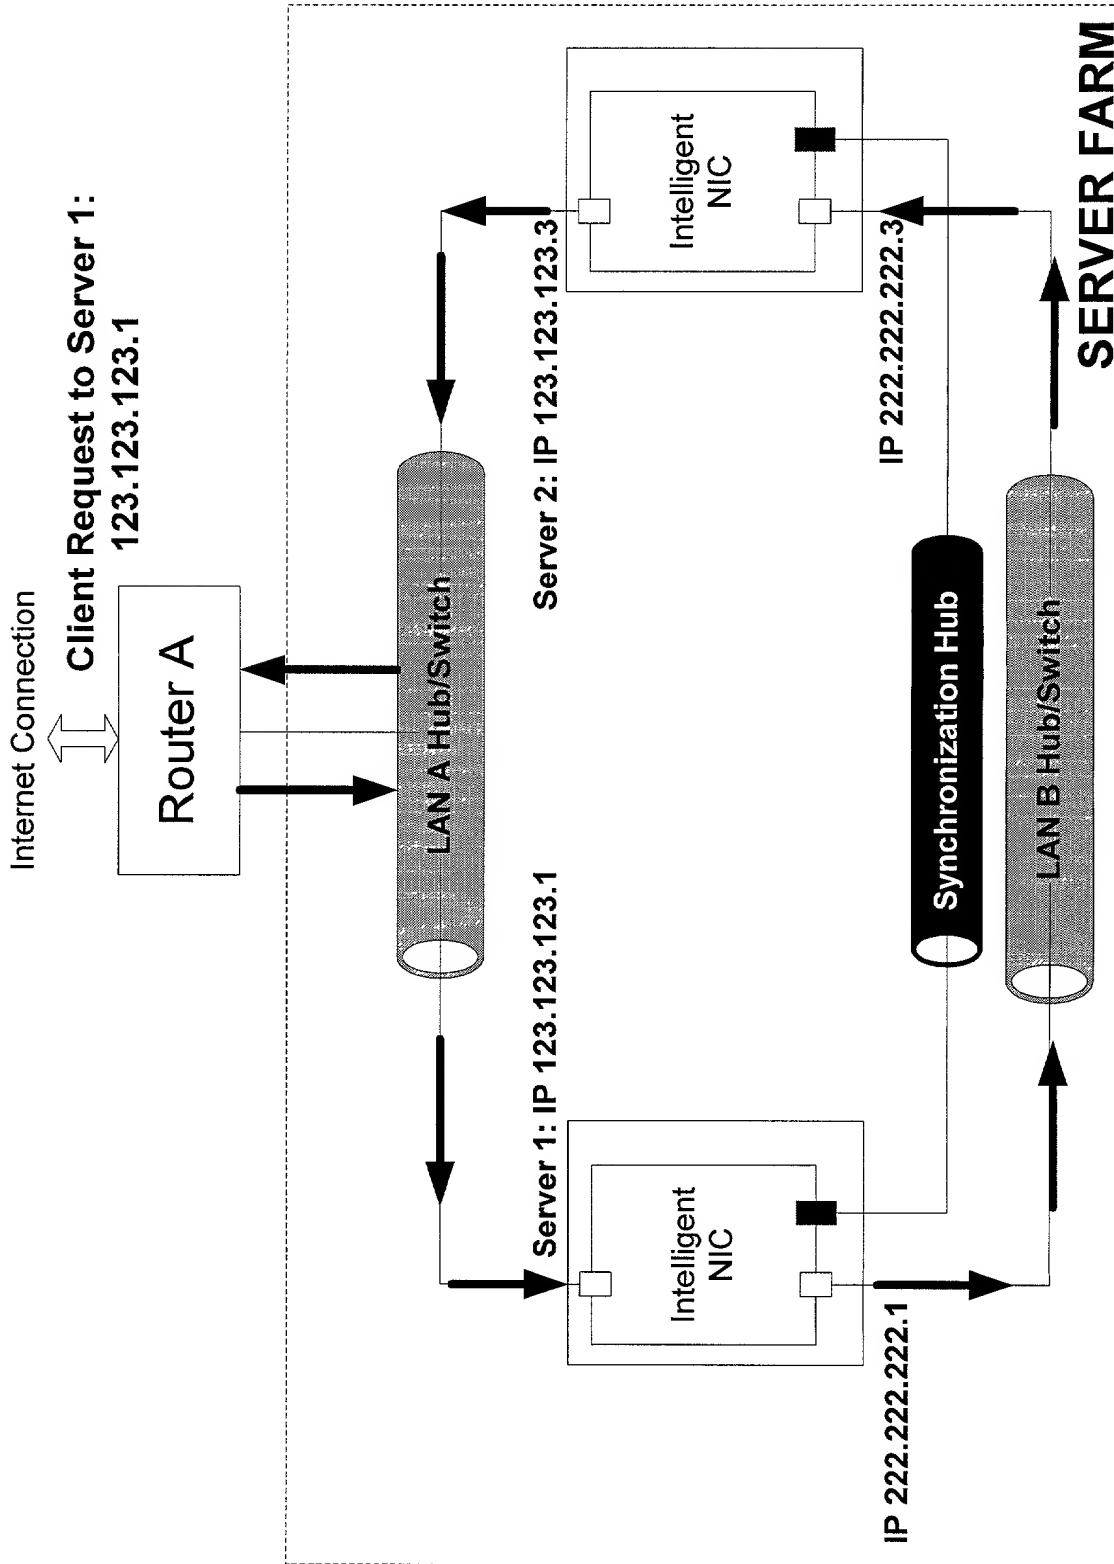 Internet Connection
Client Request to Server 1:
123.123.123.1
Router A
LAN A Hub/Switch
Server 1: IP 123.123.123.1
Server 2: IP 123.123.123.3
Intelligent
NIC
Intelligent
NIC
IP 222.222.222.1
IP 222.222.222.3
Synchronization Hub
LAN B Hub/Switch
SERVER FARM